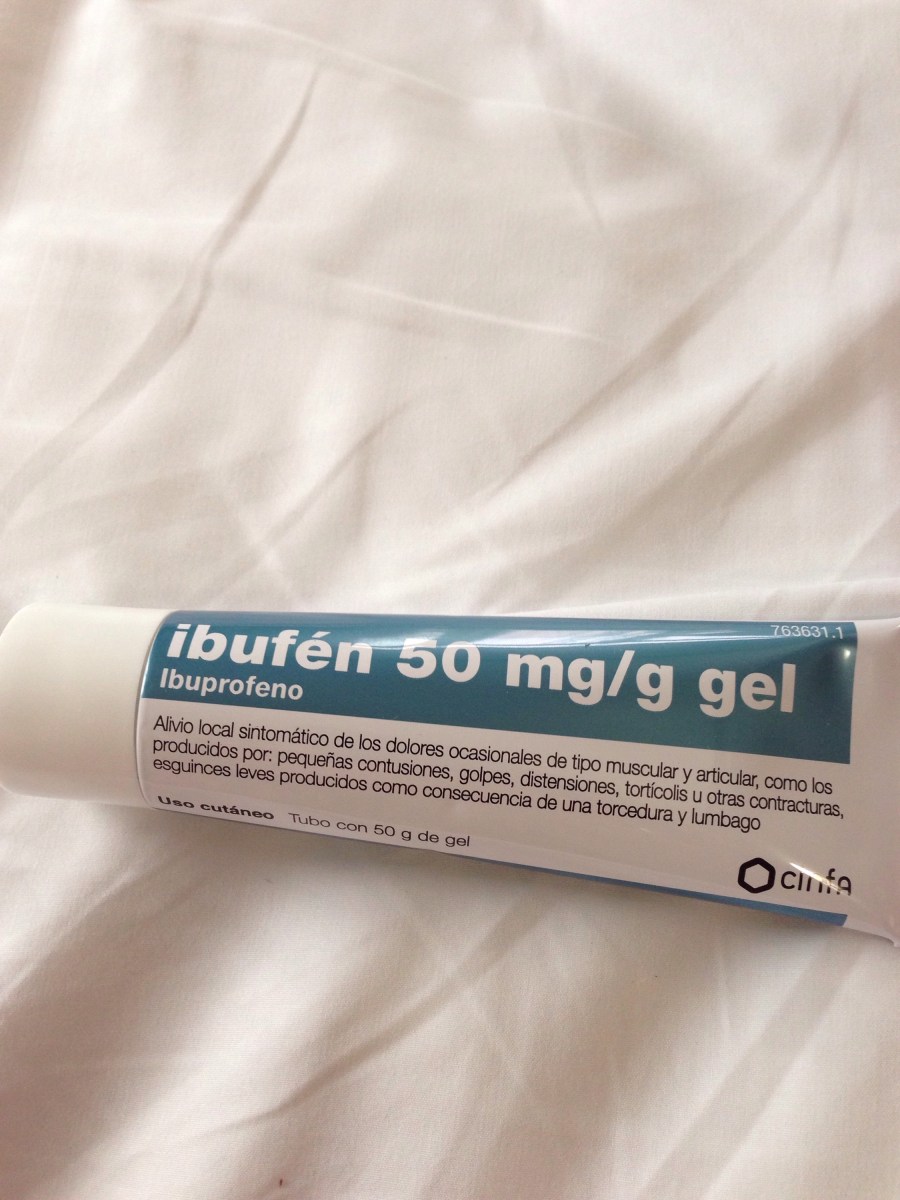 763631.1
ibufén 50 mg/g gel
Ibuprofeno
Alivio local sintomático de los dolores ocasionales de tipo muscular y articular, como los
producidos por: pequeñas contusiones, golpes, distensiones, tortícolis u otras contracturas,
esguinces leves producidos como consecuencia de una torcedura y lumbago
Uso cutáneo Tubo con 50 g de gel
cinfa